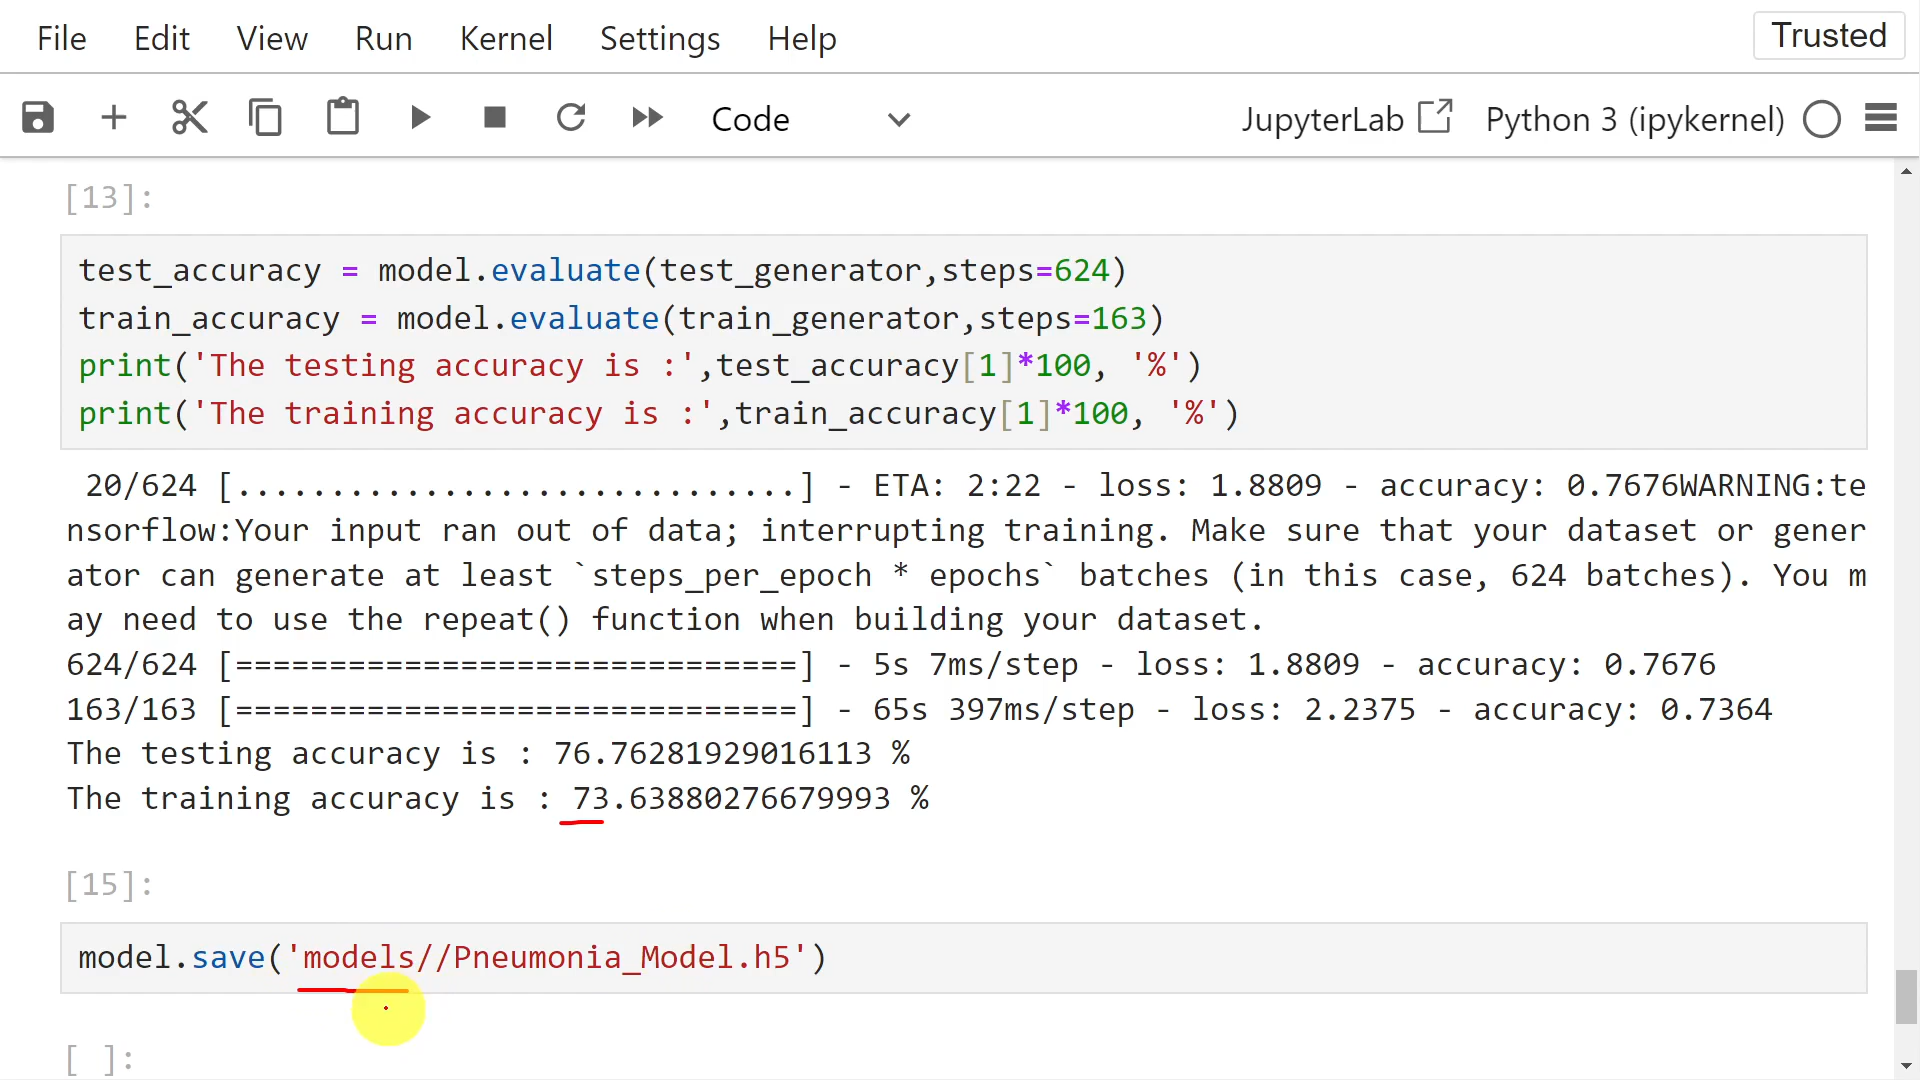 File Edit View Run Kernel Settings Help Trusted
Code JupyterLab Python 3 (ipykernel)
[13]:
test_accuracy = model.evaluate(test_generator,steps=624)
train_accuracy = model.evaluate(train_generator,steps=163)
print('The testing accuracy is :',test_accuracy[1]*100, '%')
print('The training accuracy is :',train_accuracy[1]*100, '%')
20/624 [..............................] - ETA: 2:22 - loss: 1.8809 - accuracy: 0.7676WARNING:te
nsorflow:Your input ran out of data; interrupting training. Make sure that your dataset or gener
ator can generate at least `steps_per_epoch * epochs` batches (in this case, 624 batches). You m
ay need to use the repeat() function when building your dataset.
624/624 [==============================] - 5s 7ms/step - loss: 1.8809 - accuracy: 0.7676
163/163 [==============================] - 65s 397ms/step - loss: 2.2375 - accuracy: 0.7364
The testing accuracy is : 76.76281929016113 %
The training accuracy is : 73.63880276679993 %
[15]:
model.save('models//Pneumonia_Model.h5')
[ ]: